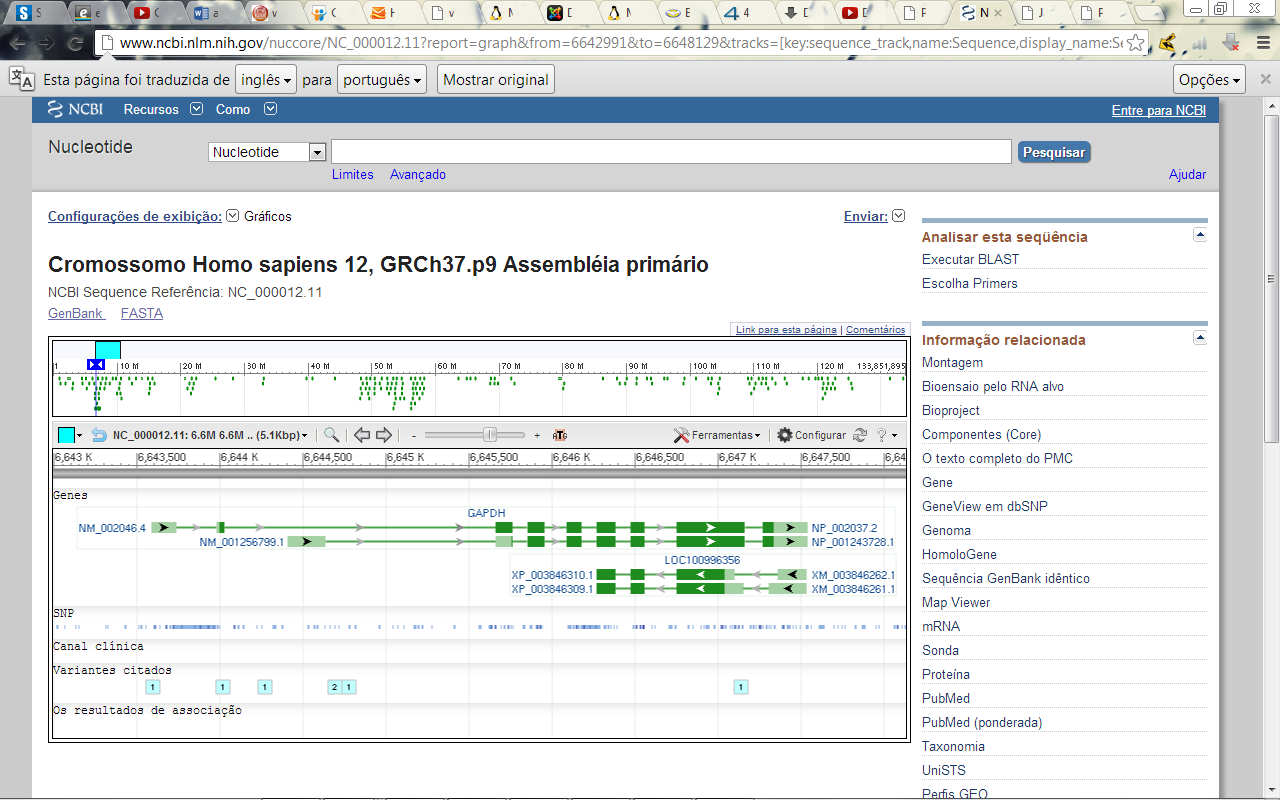 S e C w a v C H v N D N E 4 4 D D P N J P
www.ncbi.nlm.nih.gov/nuccore/NC_000012.11?report=graph&from=6642991&to=6648129&tracks=[key:sequence_track,name:Sequence,display_name:Se
Esta página foi traduzida de inglês para português Mostrar original Opções
NCBI Recursos Como Entre para NCBI
Nucleotide Nucleotide Pesquisar
Limites Avançado Ajudar
Configurações de exibição: Gráficos Enviar:
Cromossomo Homo sapiens 12, GRCh37.p9 Assembléia primário
NCBI Sequence Referência: NC_000012.11
GenBank FASTA
Link para esta página | Comentários
1 10 M 20 M 30 M 40 M 50 M 60 M 70 M 80 M 90 M 100 M 110 M 120 M 133,851,895
NC_000012.11: 6.6M 6.6M .. (5.1Kbp) - + ATG Ferramentas Configurar ?
6,643 K 6,643,500 6,644 K 6,644,500 6,645 K 6,645,500 6,646 K 6,646,500 6,647 K 6,647,500 6,64
Genes
GAPDH
NM_002046.4 NP_002037.2
NM_001256799.1 NP_001243728.1
LOC100996356
XP_003846310.1 XM_003846262.1
XP_003846309.1 XM_003846261.1
SNP
Canal clínica
Variantes citados
1 1 1 2 1 1
Os resultados de associação
Analisar esta seqüência
Executar BLAST
Escolha Primers
Informação relacionada
Montagem
Bioensaio pelo RNA alvo
Bioproject
Componentes (Core)
O texto completo do PMC
Gene
GeneView em dbSNP
Genoma
HomoloGene
Sequência GenBank idêntico
Map Viewer
mRNA
Sonda
Proteína
PubMed
PubMed (ponderada)
Taxonomia
UniSTS
Perfis GEO